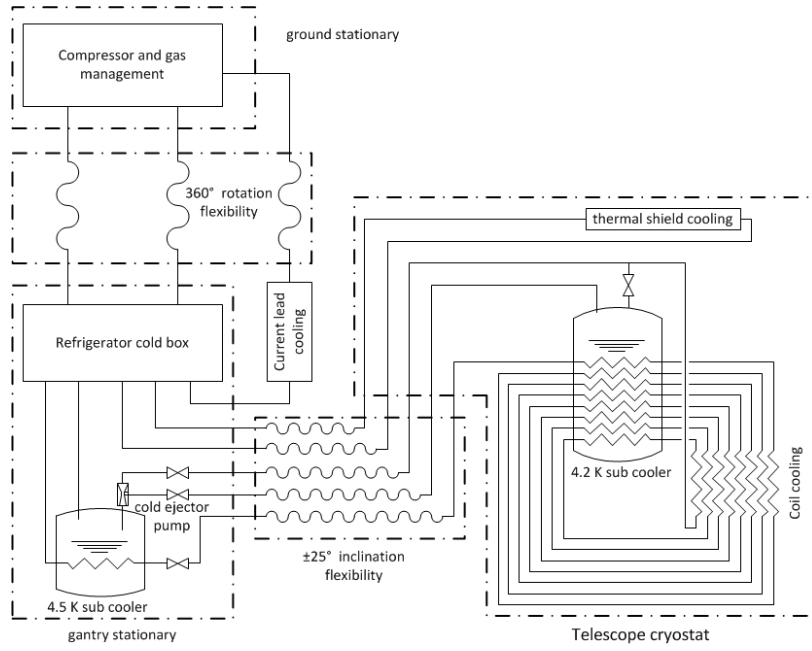 ground stationary
Compressor and gas
management
360° rotation
flexibility
thermal shield cooling
Refrigerator cold box
Current lead
cooling
4.2 K sub cooler
Coil cooling
cold ejector
pump
±25° inclination
flexibility
4.5 K sub cooler
gantry stationary
Telescope cryostat